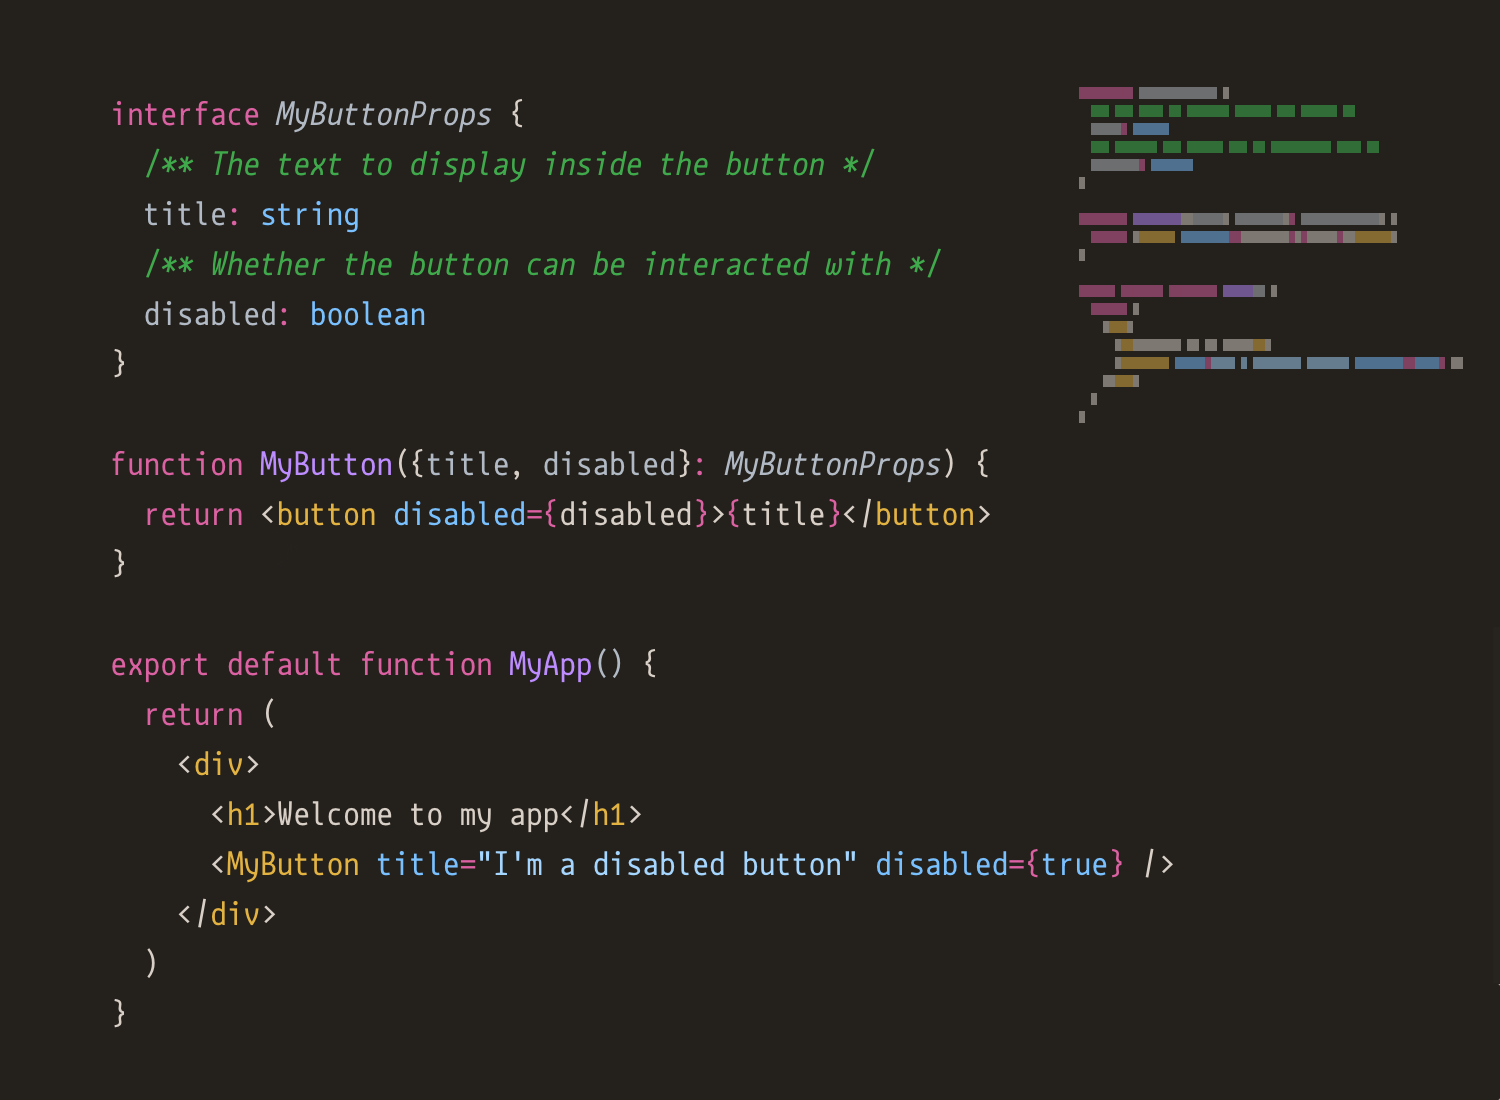 interface MyButtonProps {
  /** The text to display inside the button */
  title: string
  /** Whether the button can be interacted with */
  disabled: boolean
}

function MyButton({title, disabled}: MyButtonProps) {
  return <button disabled={disabled}>{title}</button>
}

export default function MyApp() {
  return (
    <div>
      <h1>Welcome to my app</h1>
      <MyButton title="I'm a disabled button" disabled={true} />
    </div>
  )
}